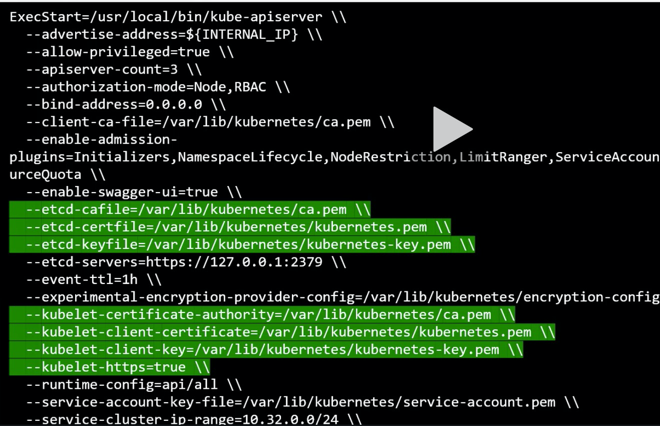 ExecStart=/usr/local/bin/kube-apiserver \\
--advertise-address=${INTERNAL_IP} \\
--allow-privileged=true \\
--apiserver-count=3 \\
--authorization-mode=Node,RBAC \\
--bind-address=0.0.0.0 \\
--client-ca-file=/var/lib/kubernetes/ca.pem \\
--enable-admission-
plugins=Initializers,NamespaceLifecycle,NodeRestriction,LimitRanger,ServiceAccoun
urceQuota \\
--enable-swagger-ui=true \\
--etcd-cafile=/var/lib/kubernetes/ca.pem \\
--etcd-certfile=/var/lib/kubernetes/kubernetes.pem \\
--etcd-keyfile=/var/lib/kubernetes/kubernetes-key.pem \\
--etcd-servers=https://127.0.0.1:2379 \\
--event-ttl=1h \\
--experimental-encryption-provider-config=/var/lib/kubernetes/encryption-config
--kubelet-certificate-authority=/var/lib/kubernetes/ca.pem \\
--kubelet-client-certificate=/var/lib/kubernetes/kubernetes.pem \\
--kubelet-client-key=/var/lib/kubernetes/kubernetes-key.pem \\
--kubelet-https=true \\
--runtime-config=api/all \\
--service-account-key-file=/var/lib/kubernetes/service-account.pem \\
--service-cluster-ip-range=10.32.0.0/24 \\